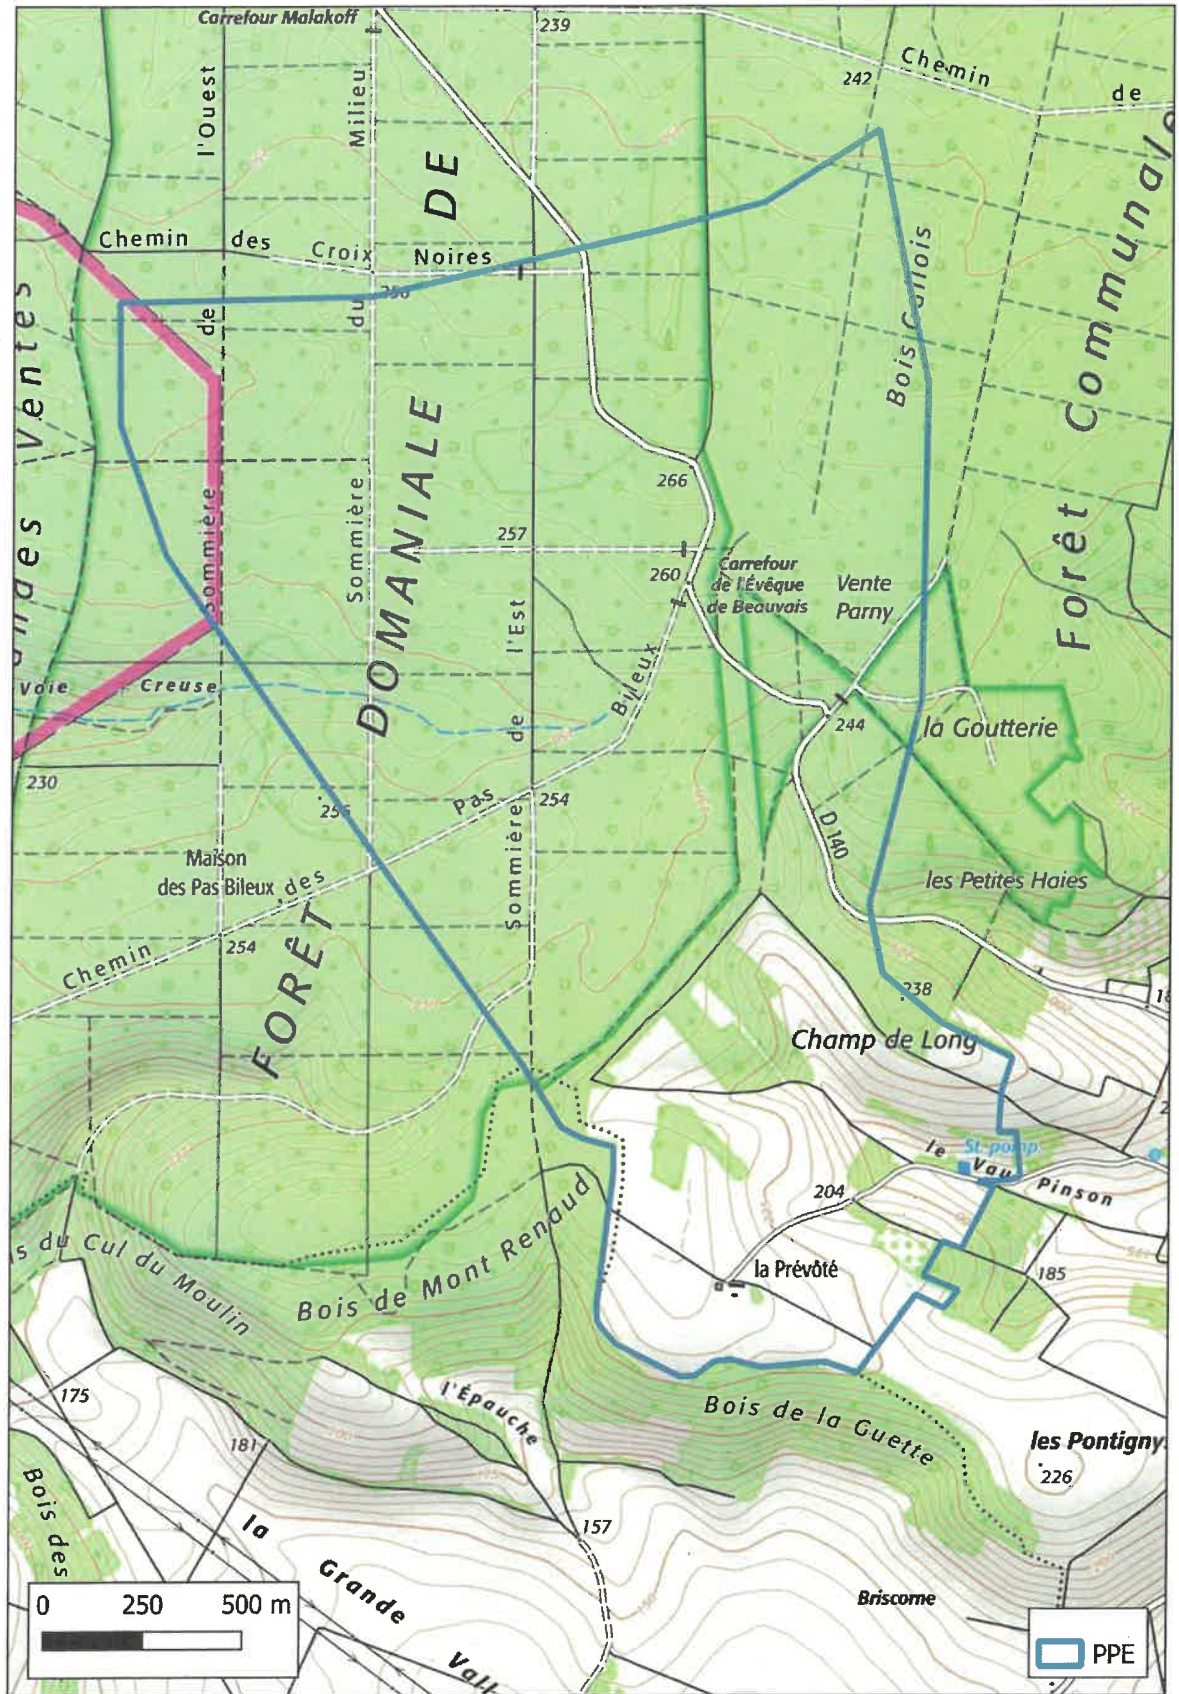 Carrefour Malakoff
239
242
Chemin
de
l'Ouest
Milieu
DE
Communale
Chemin des Croix Noires
256
de
du
Bois Gallois
Ventes
DOMANIALE
266
Forêt
Sommière
Sommière
257
260
Carrefour
de l'Évêque
de Beauvais
Vente
Parny
de l'Est
Bileux
Voie Creuse
244
la Goutterie
230
256
Pas
254
D 140
Maison
des Pas Bileux
des
Sommière
les Petites Haies
254
Chemin
FORÊT
238
Champ de Long
le Vau Pinson
St. pomp.
204
Bois de Mont Renaud
du Cul du Moulin
la Prévôté
185
175
l'Épauche
Bois de la Guette
les Pontigny
226
181
Bois des
157
la Grande
Briscorne
0 250 500 m
PPE